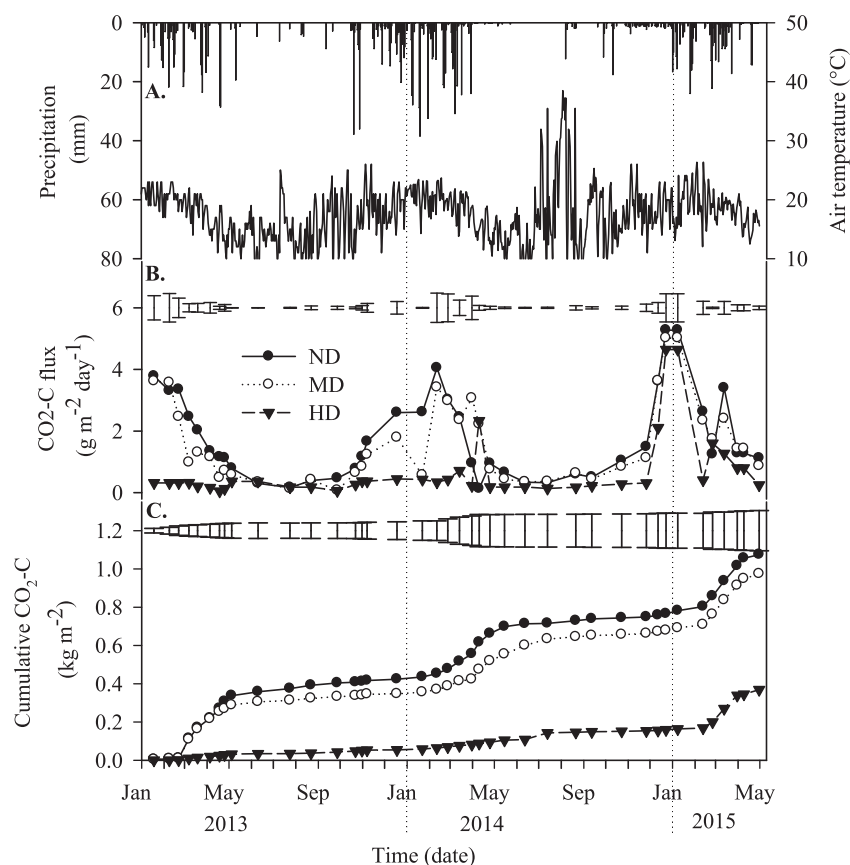 0
20
40
60
80
Precipitation
(mm)
A.
50
40
30
20
10
Air temperature (°C)
B.
6
4
2
0
CO2-C flux
(g m⁻² day⁻¹)
ND
MD
HD
C.
1.2
1.0
0.8
0.6
0.4
0.2
0.0
Cumulative CO₂-C
(kg m⁻²)
Jan May Sep Jan May Sep Jan May
2013 2014 2015
Time (date)